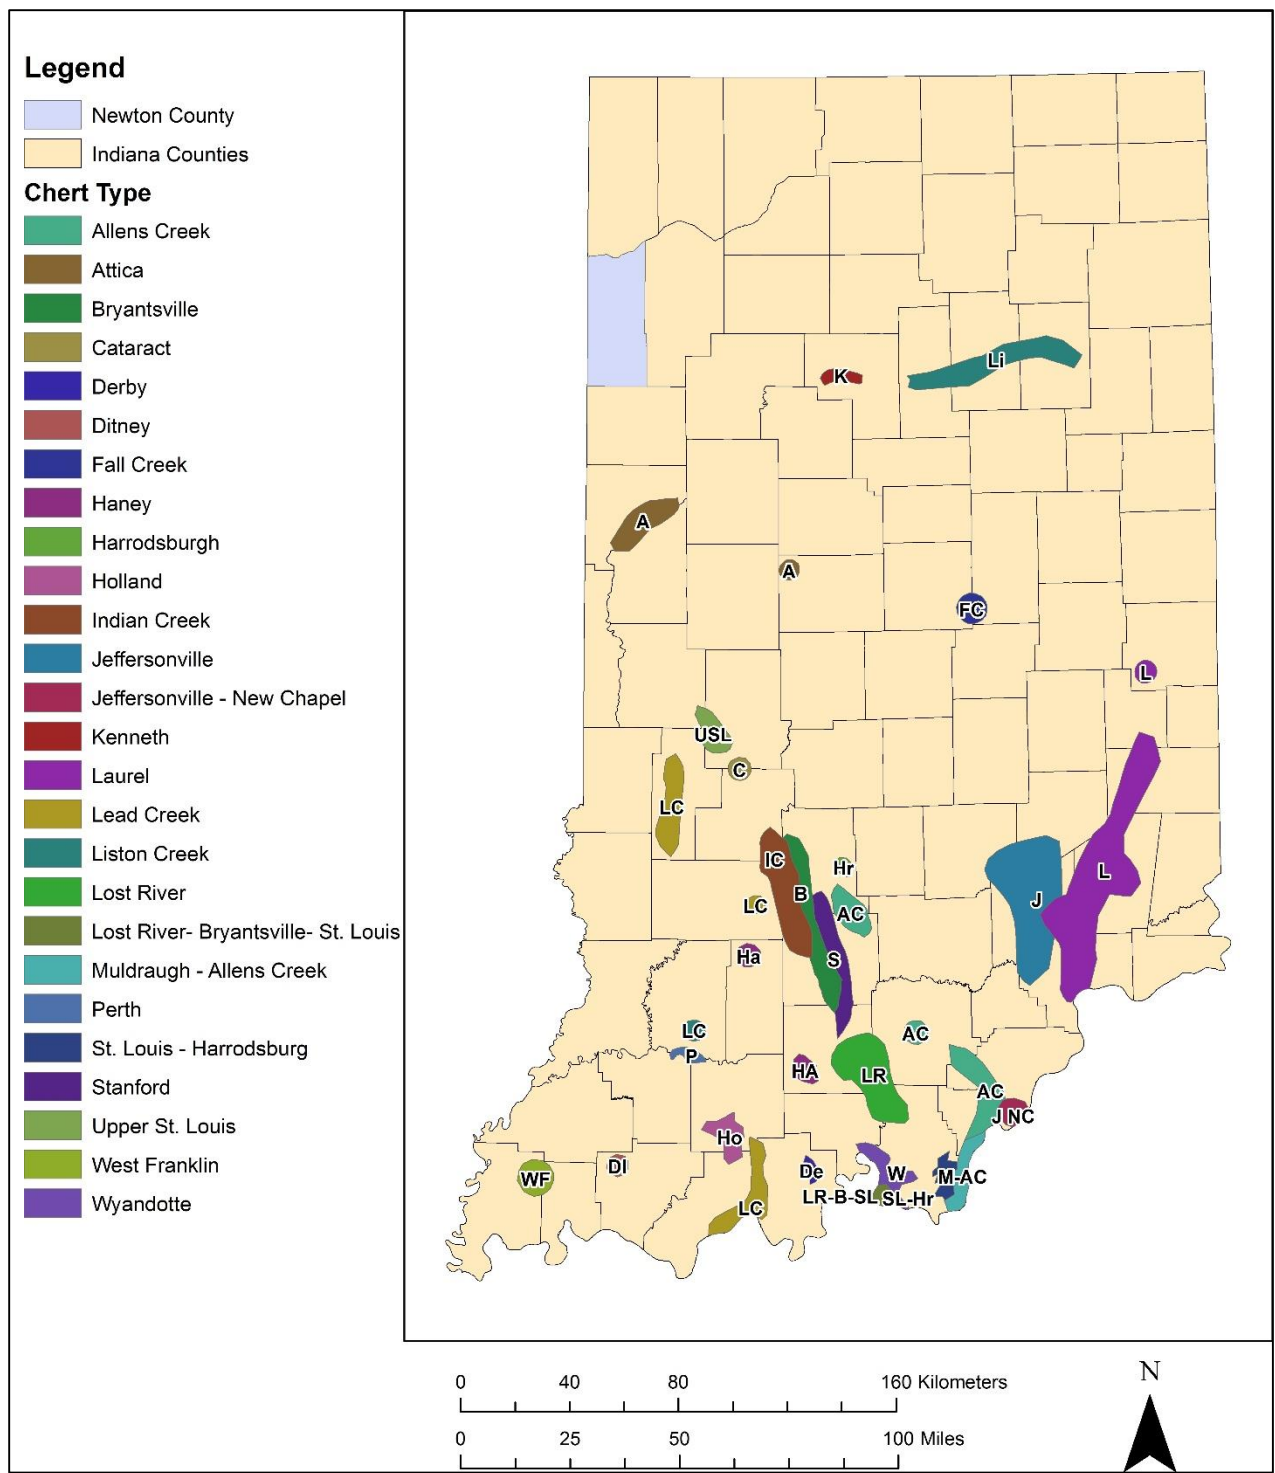 Legend
Newton County
Indiana Counties
Chert Type
Allens Creek
Attica
Bryantsville
Cataract
Derby
Ditney
Fall Creek
Haney
Harrodsburgh
Holland
Indian Creek
Jeffersonville
Jeffersonville - New Chapel
Kenneth
Laurel
Lead Creek
Liston Creek
Lost River
Lost River- Bryantsville- St. Louis
Muldraugh - Allens Creek
Perth
St. Louis - Harrodsburg
Stanford
Upper St. Louis
West Franklin
Wyandotte
Li
K
A
A
FC
L
USL
C
LC
IC
Hr
L
B
J
LC
AC
Ha
S
LC
AC
P
HA
LR
AC
J NC
Ho
DI
De
W
M-AC
WF
LR-B-SL
SL-Hr
LC
N
0 40 80 160 Kilometers
0 25 50 100 Miles